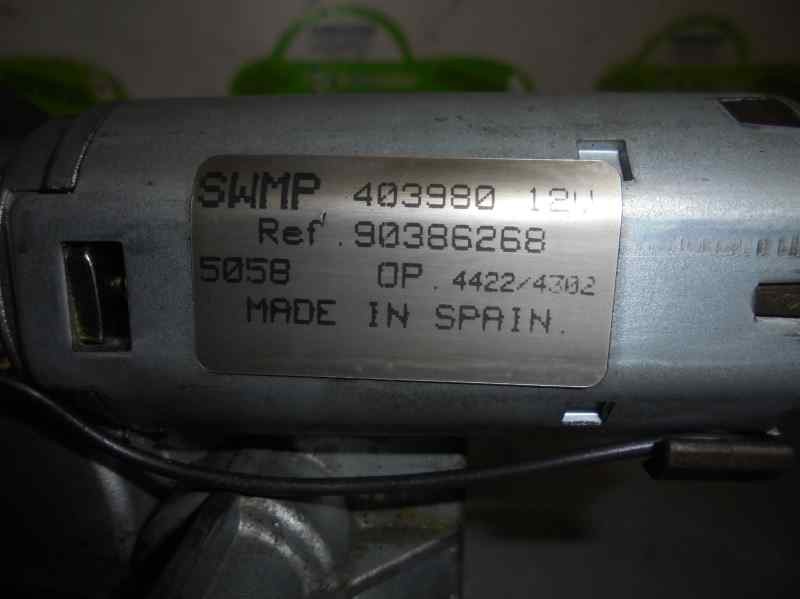 SWMP 403980 12V
Ref. 90386268
5058 OP. 4422/4302
MADE IN SPAIN.